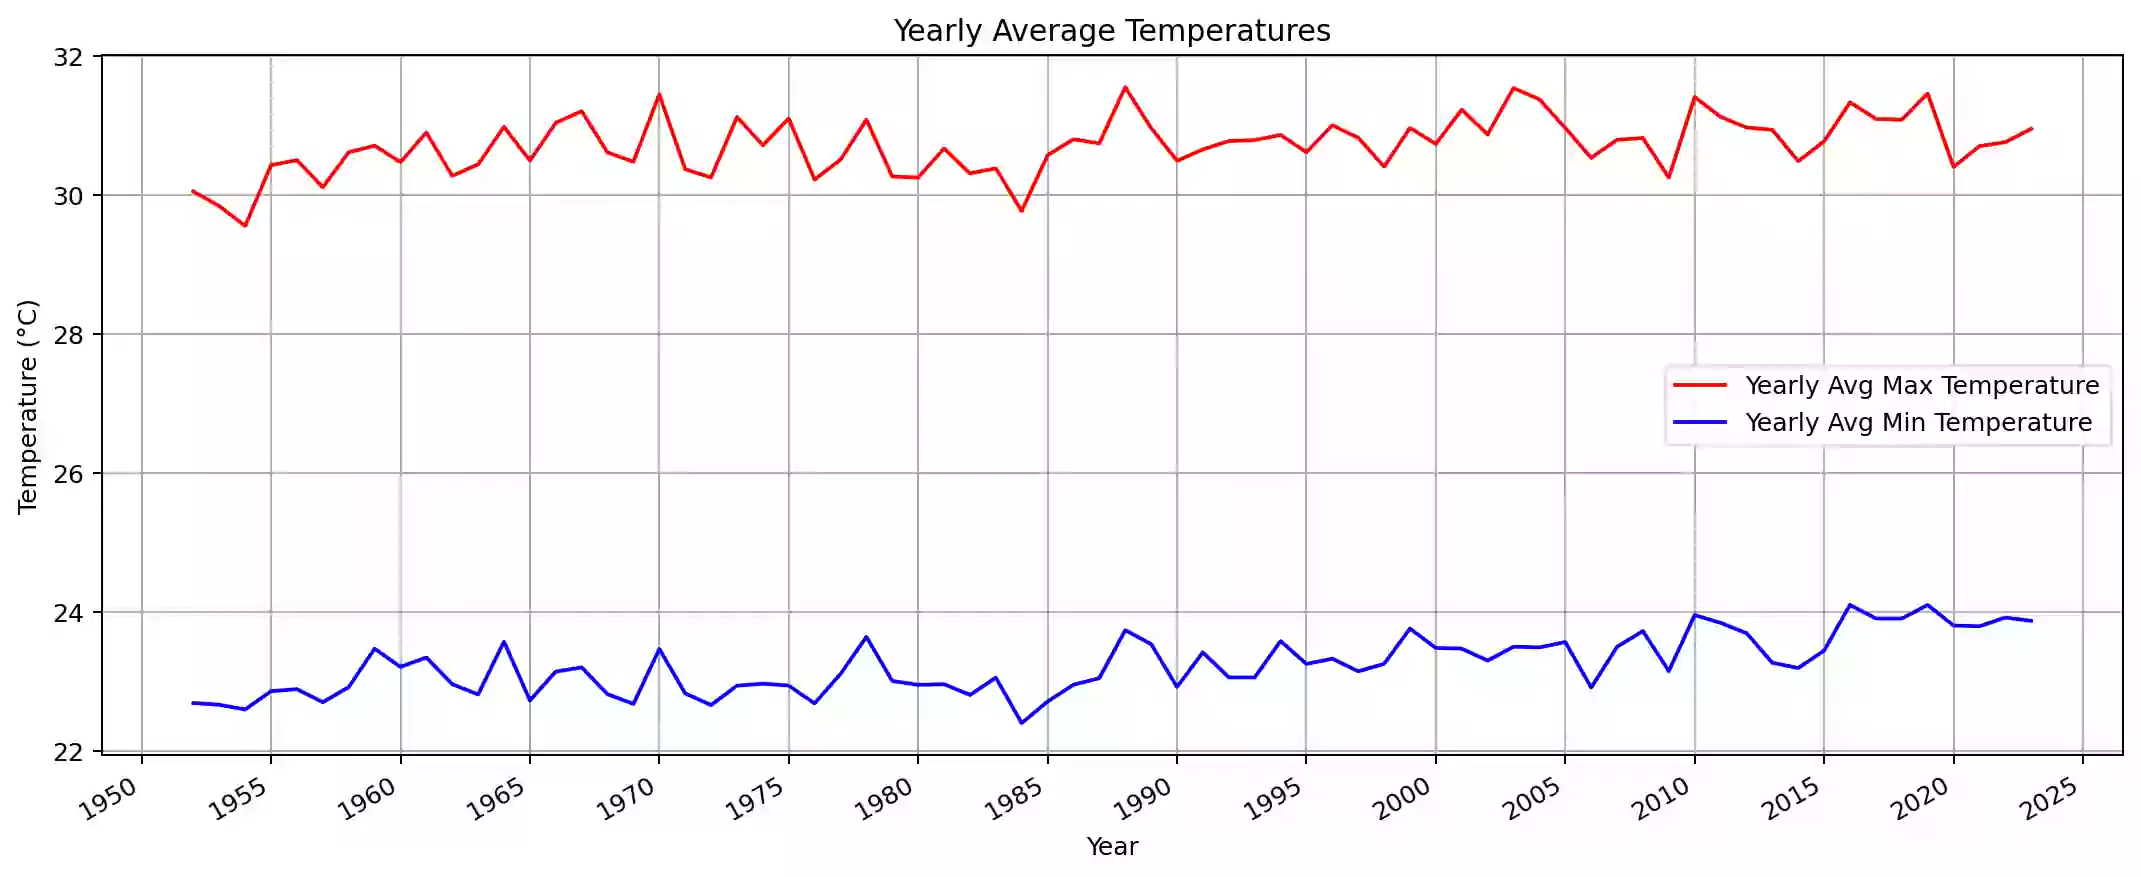 Yearly Average Temperatures
32
30
28
26
24
22
Temperature (°C)
Yearly Avg Max Temperature
Yearly Avg Min Temperature
1950 1955 1960 1965 1970 1975 1980 1985 1990 1995 2000 2005 2010 2015 2020 2025
Year